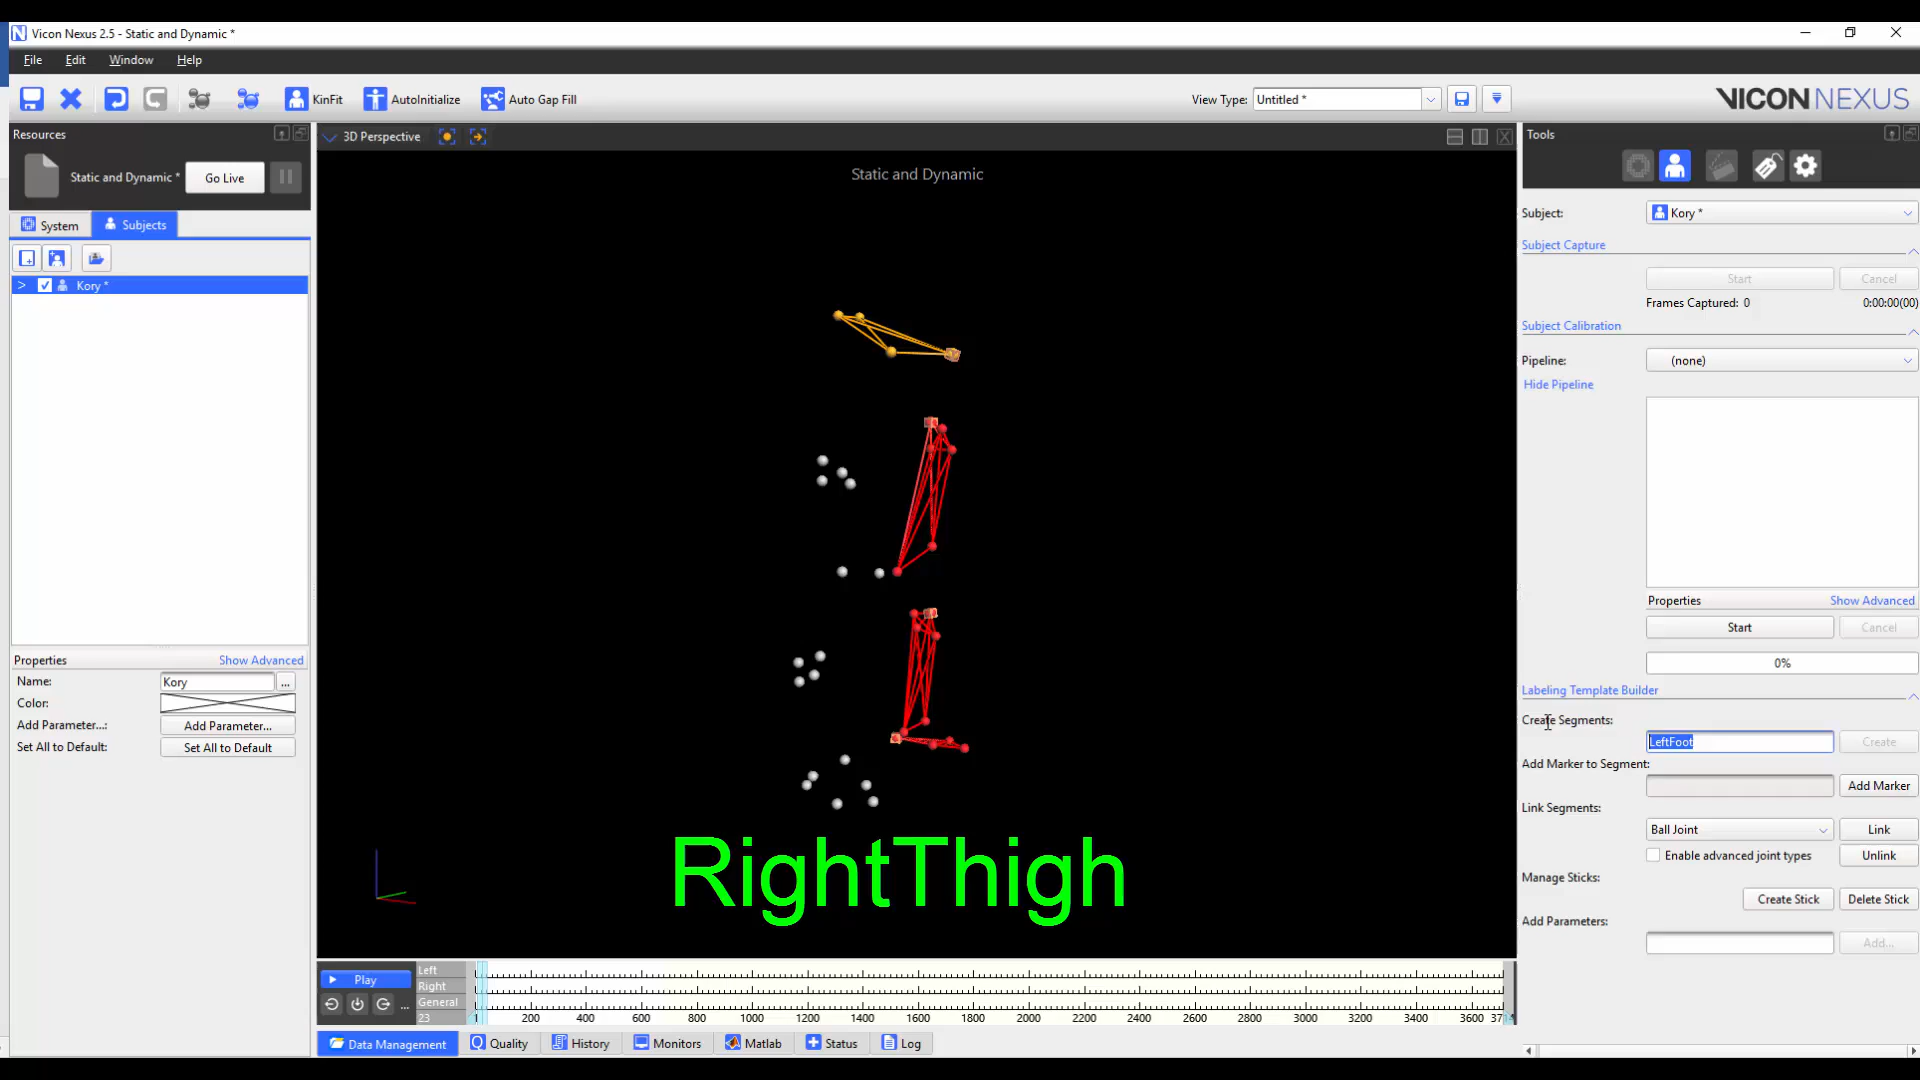 Vicon Nexus 2.5 - Static and Dynamic *
File Edit Window Help
KinFit AutoInitialize Auto Gap Fill View Type: Untitled * VICON NEXUS
Resources
Static and Dynamic * Go Live
System Subjects
Kory *
Properties Show Advanced
Name: Kory ...
Color:
Add Parameter...: Add Parameter...
Set All to Default: Set All to Default
3D Perspective
Static and Dynamic
RightThigh
Play
Left
Right
General
23
...
1 200 400 600 800 1000 1200 1400 1600 1800 2000 2200 2400 2600 2800 3000 3200 3400 3600
Data Management Quality History Monitors Matlab Status Log
Tools
Subject: Kory *
Subject Capture
Start Cancel
Frames Captured: 0 0:00:00(00)
Subject Calibration
Pipeline: (none)
Hide Pipeline
Properties Show Advanced
Start Cancel
0%
Labeling Template Builder
Create Segments:
LeftFoot Create
Add Marker to Segment:
Add Marker
Link Segments:
Ball Joint Link
Enable advanced joint types Unlink
Manage Sticks:
Create Stick Delete Stick
Add Parameters:
Add...